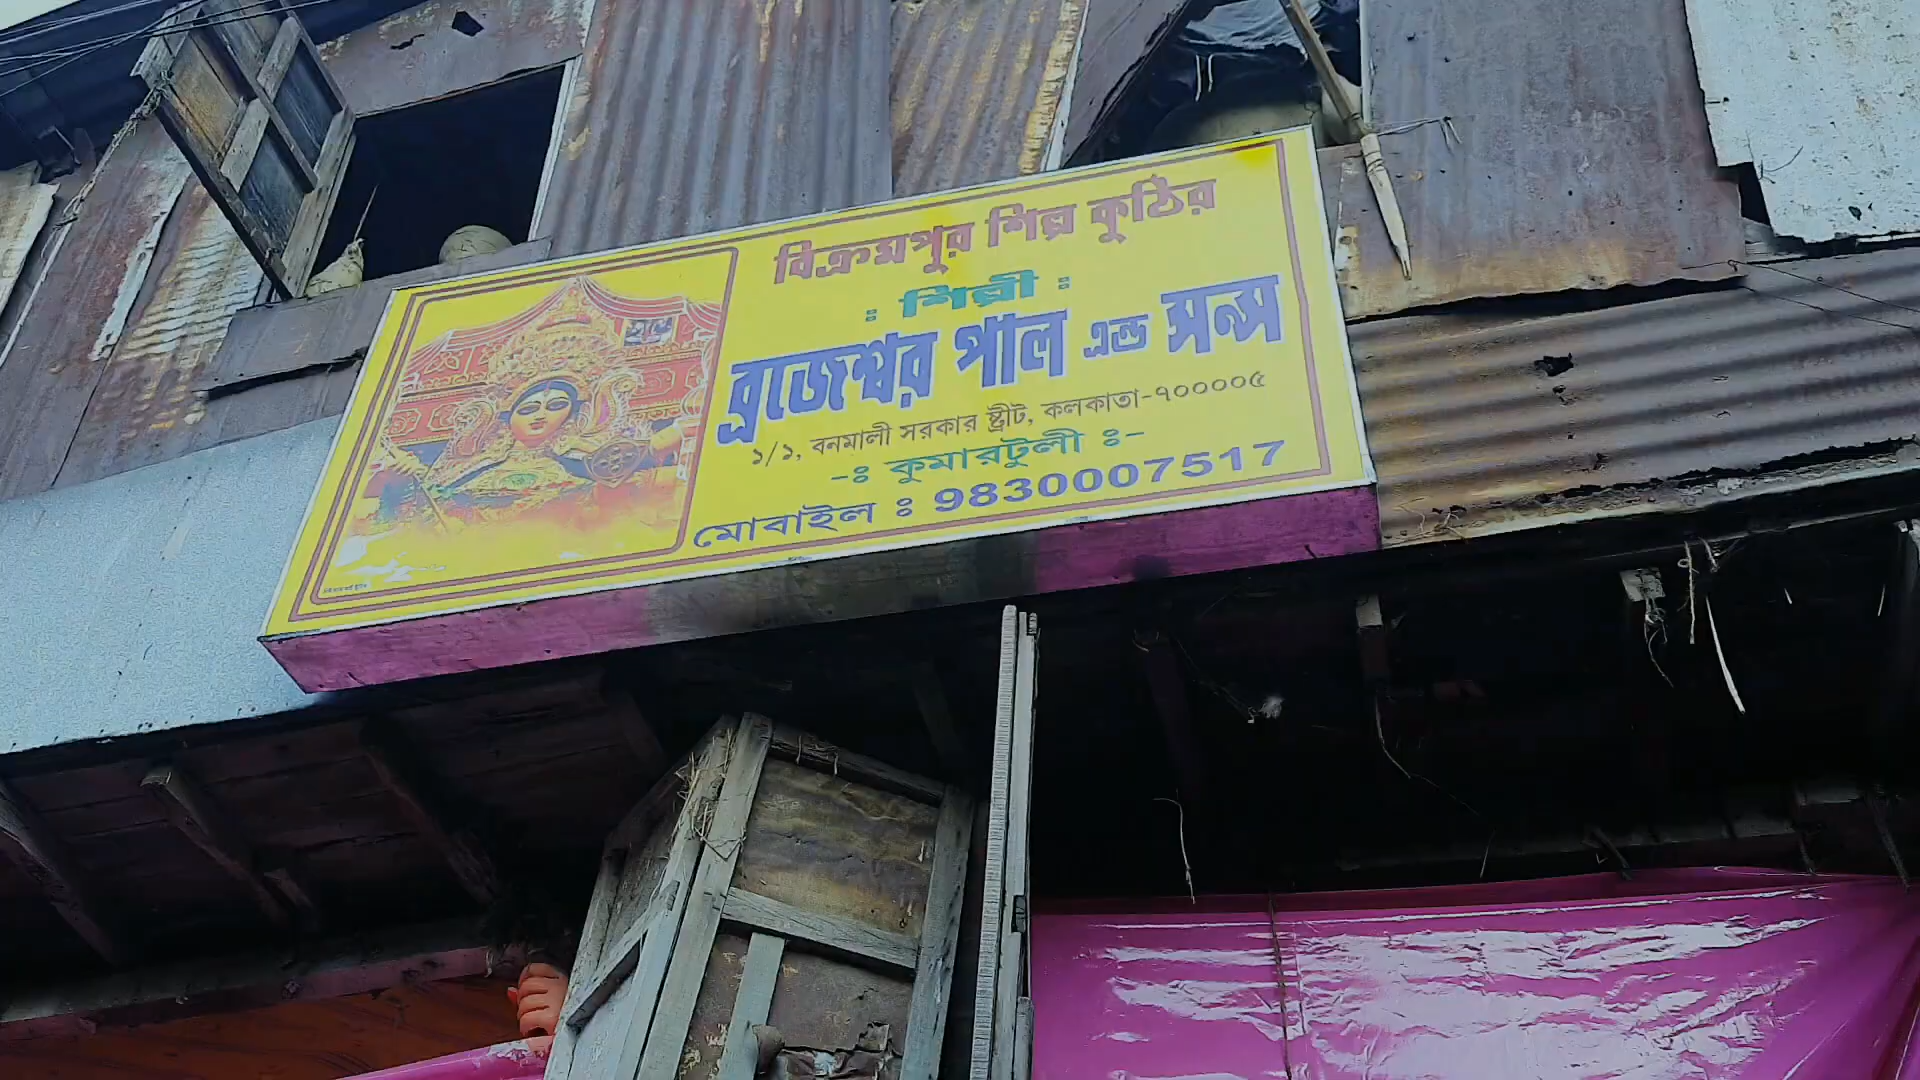 বিক্রমপুর শিল্প কুঠির
: শিল্পী :
ব্রজেশ্বর পাল এন্ড সন্স
১/১, বনমালী সরকার ষ্ট্রীট, কলকাতা-৭০০০০৫
-ঃ কুমারটুলী ঃ-
মোবাইল ঃ 9830007517